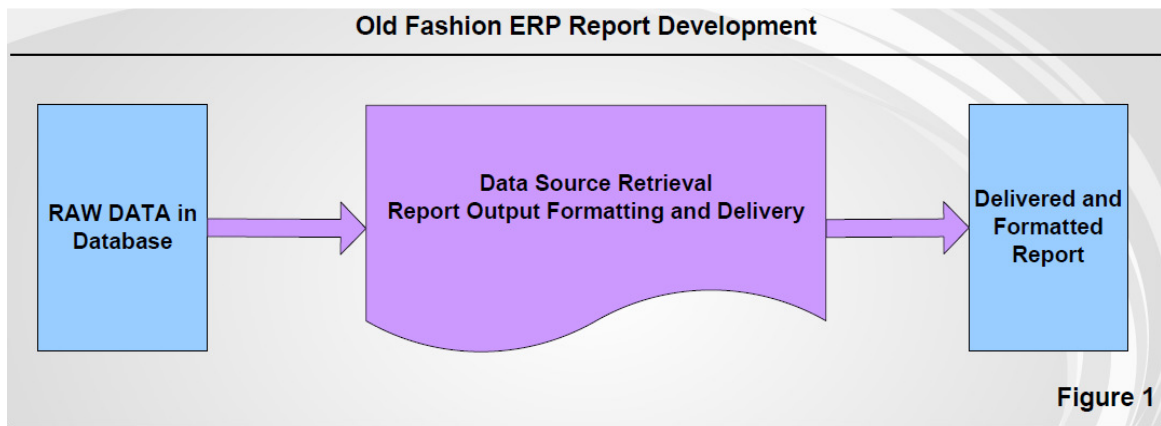 Old Fashion ERP Report Development
RAW DATA in
Database
Data Source Retrieval
Report Output Formatting and Delivery
Delivered and
Formatted
Report
Figure 1